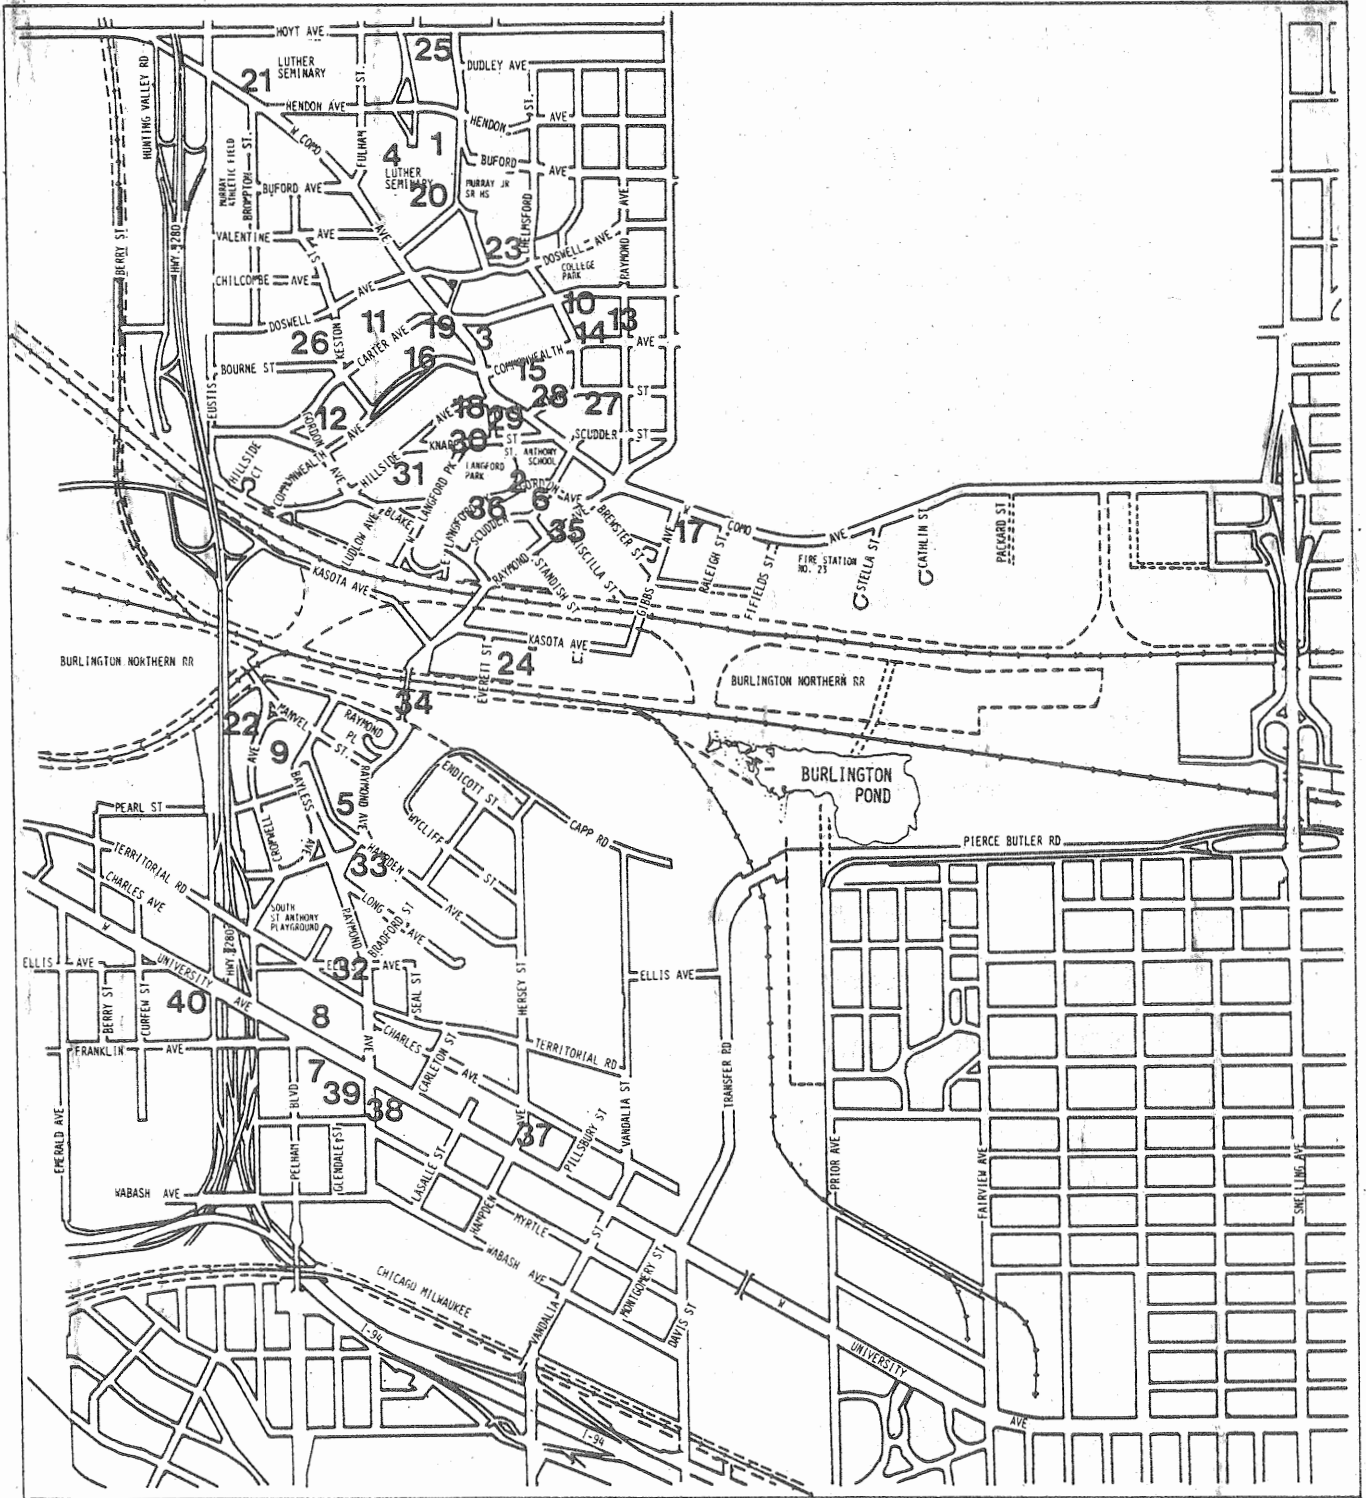 HOYT AVE.
25
HUNTING VALLEY RD
21
LUTHER
SEMINARY
FULHAM ST.
DUDLEY AVE
HENDON AVE
HENDON AVE
ST.
W COMO AVE
1
4
LUTHER
SEMINARY
20
BUFORD AVE
MURRAY JR
SR HS
MURRAY
ATHLETIC FIELD
BROMPTON ST.
BUFORD AVE
CHELMSFORD
RAYMOND AVE
BERRY ST
HWY. 280
VALENTINE AVE
23
DOSWELL AVE
COLLEGE
PARK
CHILCOMBE AVE
DOSWELL AVE
10
11
19
3
14
13
26
KESTON
CARTER AVE
16
COMMONWEALTH AVE
15
BOURNE ST
EUSTIS
28
27
ST
12
GORDON AVE
18
29
KNAPP ST
30
SCUDDER ST
HILLSIDE CT
COMMONWEALTH AVE
HILLSIDE AVE
31
LANGFORD
PARK
ST. ANTHONY
SCHOOL
2
LANGFORD PK
GORDON AVE
6
36
35
BLAKE
LUDLOW AVE
E LANGFORD
SCUDDER
BREWSTER ST
PRISCILLA ST
W COMO AVE
17
GIBBS AVE
RALEIGH ST
FIFIELD ST
FIRE STATION
NO. 23
STELLA ST
CATHLIN ST
PACKARD ST
RAYMOND
STANDISH ST
KASOTA AVE
KASOTA AVE
24
EVERETT ST
BURLINGTON NORTHERN RR
BURLINGTON NORTHERN RR
34
22
MANVEL ST.
RAYMOND
PL
9
AVE
BAYLESS AVE
5
RAYMOND AVE
ENDICOTT ST
WYCLIFF ST
CAPP RD
BURLINGTON
POND
PIERCE BUTLER RD
PEARL ST
CROMWELL
TERRITORIAL RD
CHARLES AVE
33
HAMPDEN AVE
LONG AVE
SOUTH
ST ANTHONY
PLAYGROUND
RAYMOND
BRADFORD ST
HWY. 280
W UNIVERSITY AVE
ELLIS AVE
32
AVE
ELLIS AVE
SEAL ST
HERSEY ST
BERRY ST
CURFEW ST
40
8
FRANKLIN AVE
AVE
CHARLES AVE
CARLETON ST
TERRITORIAL RD
TRANSFER RD
7
39
38
BLVD
PELHAM
GLENDALE ST
EMERALD AVE
AVE
37
PILLSBURY ST
VANDALIA ST
LASALLE ST
HAMPDEN
WABASH AVE
MYRTLE
WABASH AVE
PRIOR AVE
FAIRVIEW AVE
SNELLING AVE
CHICAGO MILWAUKEE
I-94
VANDALIA ST
MONTGOMERY ST
DAVIS ST
W UNIVERSITY AVE
I-94